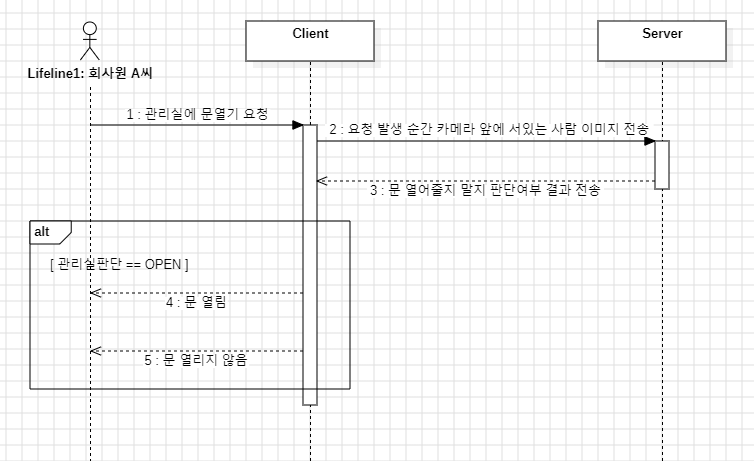 Client
Server
Lifeline1: 회사원 A씨
1 : 관리실에 문열기 요청
2 : 요청 발생 순간 카메라 앞에 서있는 사람 이미지 전송
3 : 문 열어줄지 말지 판단여부 결과 전송
alt
[ 관리실판단 == OPEN ]
4 : 문 열림
5 : 문 열리지 않음